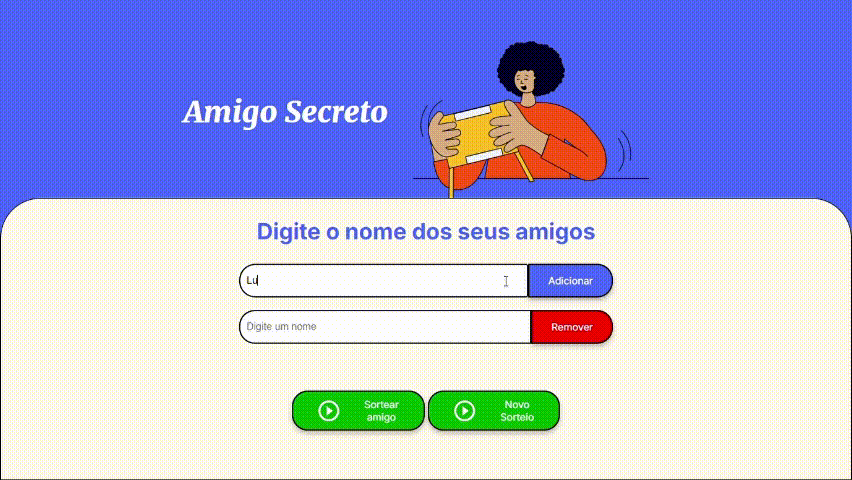 Amigo Secreto
Digite o nome dos seus amigos
Lu
Adicionar
Digite um nome
Remover
Sortear
amigo
Novo
Sorteio